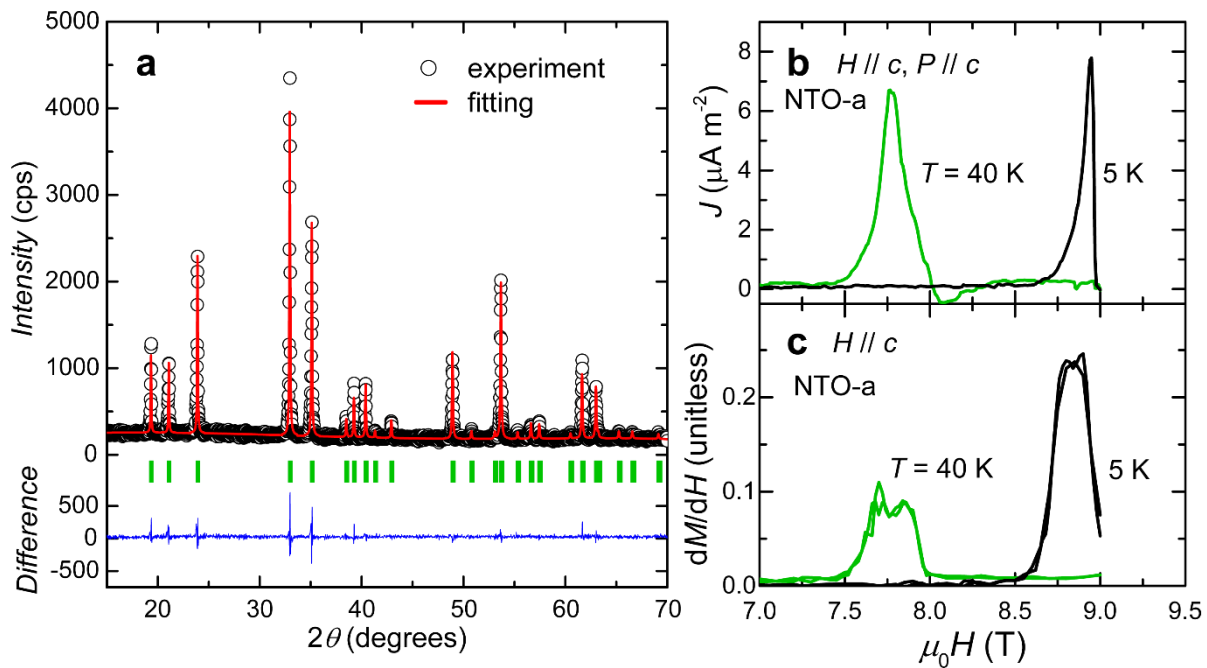 a
experiment
fitting
Intensity (cps)
5000
4000
3000
2000
1000
0
Difference
500
0
-500
20
30
40
50
60
70
2θ (degrees)
b
H // c, P // c
NTO-a
T = 40 K
5 K
J (μA m⁻²)
8
6
4
2
0
c
H // c
NTO-a
T = 40 K
5 K
dM/dH (unitless)
0.2
0.1
0.0
7.0
7.5
8.0
8.5
9.0
9.5
μ₀H (T)